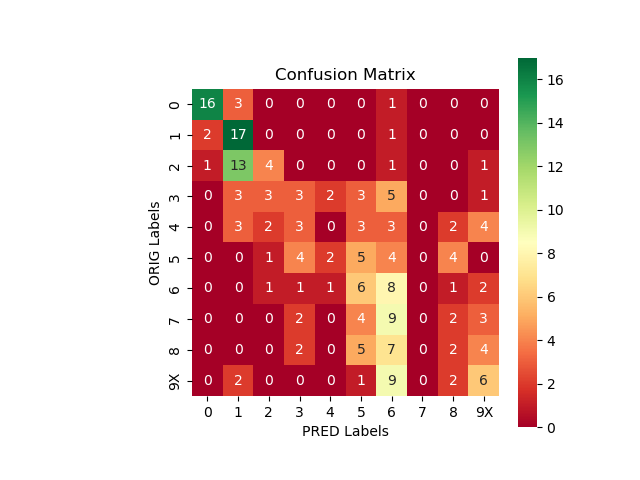 Confusion Matrix
ORIG Labels
0 16 3 0 0 0 0 1 0 0 0
1 2 17 0 0 0 0 1 0 0 0
2 1 13 4 0 0 0 1 0 0 1
3 0 3 3 3 2 3 5 0 0 1
4 0 3 2 3 0 3 3 0 2 4
5 0 0 1 4 2 5 4 0 4 0
6 0 0 1 1 1 6 8 0 1 2
7 0 0 0 2 0 4 9 0 2 3
8 0 0 0 2 0 5 7 0 2 4
9X 0 2 0 0 0 1 9 0 2 6
0 1 2 3 4 5 6 7 8 9X
PRED Labels
16
14
12
10
8
6
4
2
0